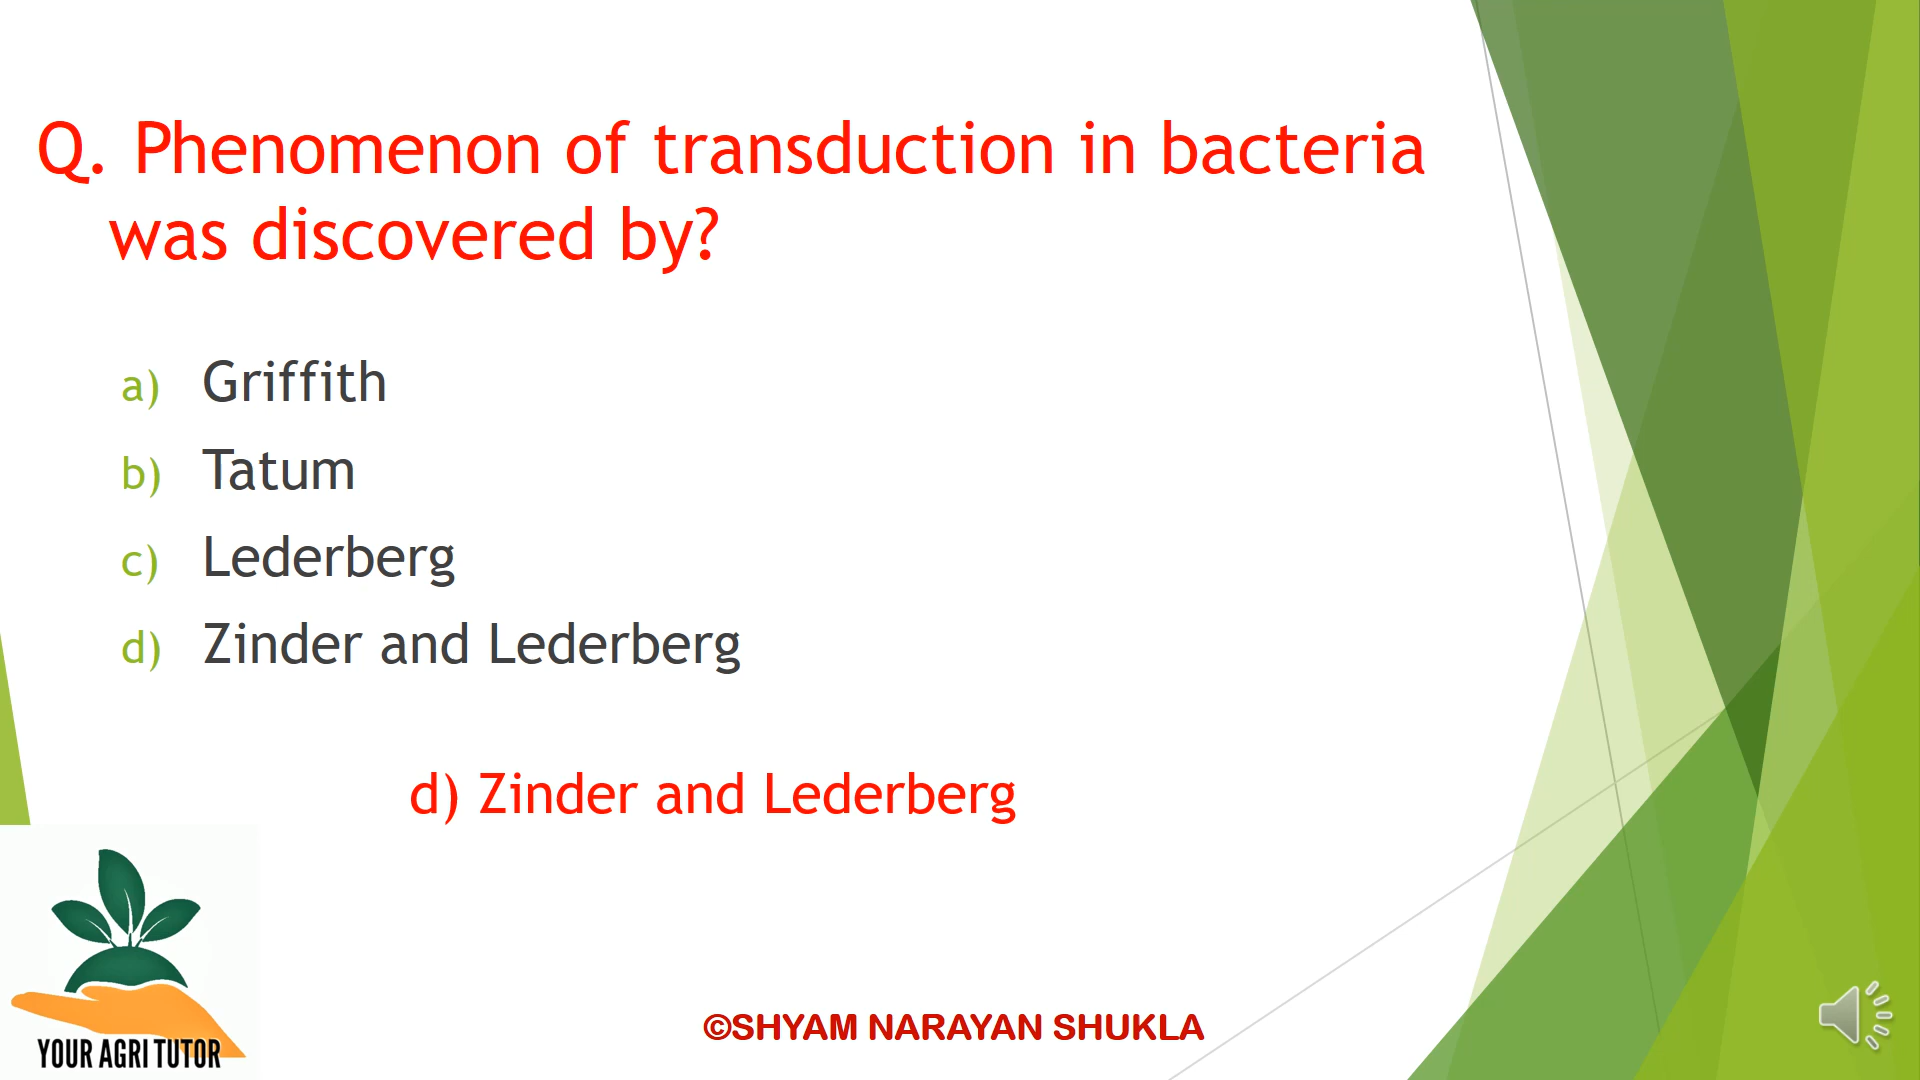 Q. Phenomenon of transduction in bacteria
was discovered by?
a) Griffith
b) Tatum
c) Lederberg
d) Zinder and Lederberg
d) Zinder and Lederberg
YOUR AGRI TUTOR
©SHYAM NARAYAN SHUKLA